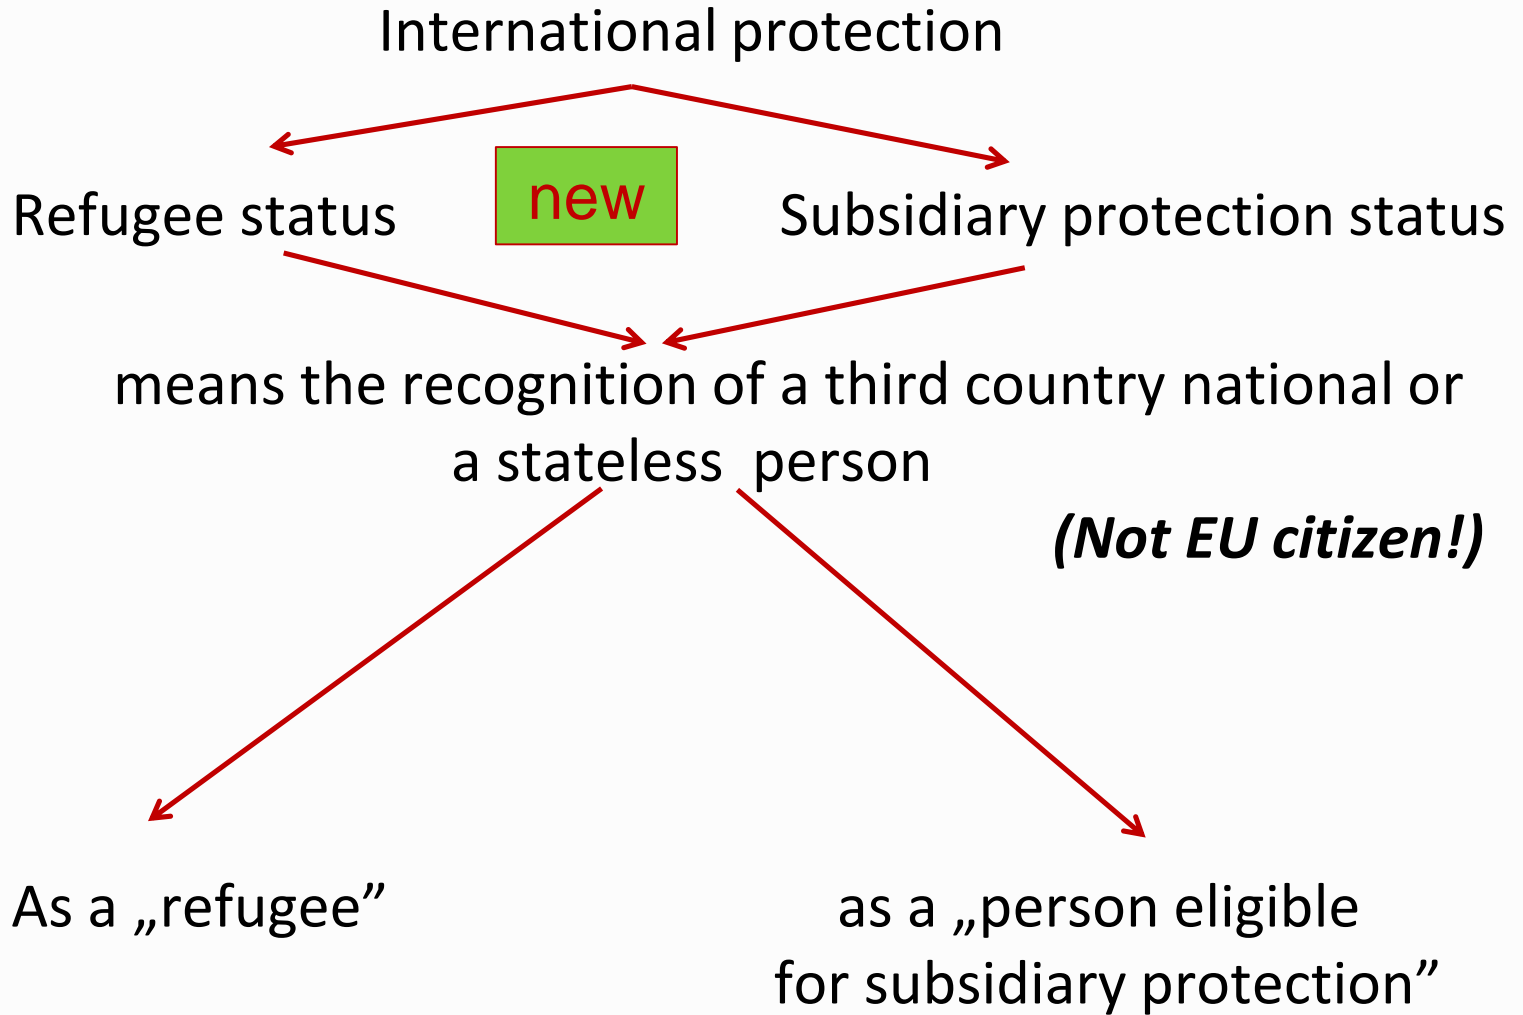 International protection
Refugee status
new
Subsidiary protection status
means the recognition of a third country national or
a stateless person
(Not EU citizen!)
As a „refugee”
as a „person eligible
for subsidiary protection”